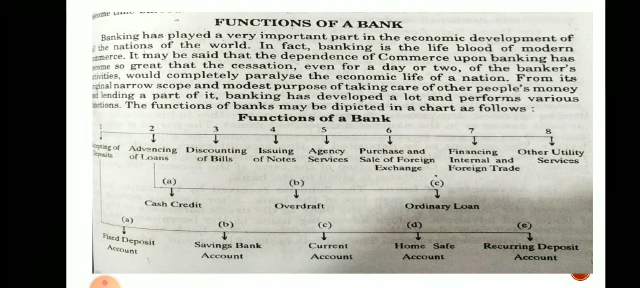 FUNCTIONS OF A BANK
Banking has played a very important part in the economic development of
the nations of the world. In fact, banking is the life blood of modern
It may be said that the dependence of Commerce upon banking has
so great that the cessation, even for a day or two, of the banker's
would completely paralyse the economic life of a nation. From its
narrow scope and modest purpose of taking care of other people's money
lending a part of it, banking has developed a lot and performs various
The functions of banks may be dipicted in a chart as follows :
Functions of a Bank
1 2 3 4 5 6 7 8
of Advancing Discounting Issuing Agency Purchase and Financing Other Utility
of Loans of Bills of Notes Services Sale of Foreign Internal and Services
Exchange Foreign Trade
(a) (b) (c)
Cash Credit Overdraft Ordinary Loan
(a) (b) (c) (d) (e)
Fixed Deposit Savings Bank Current Home Safe Recurring Deposit
Account Account Account Account Account